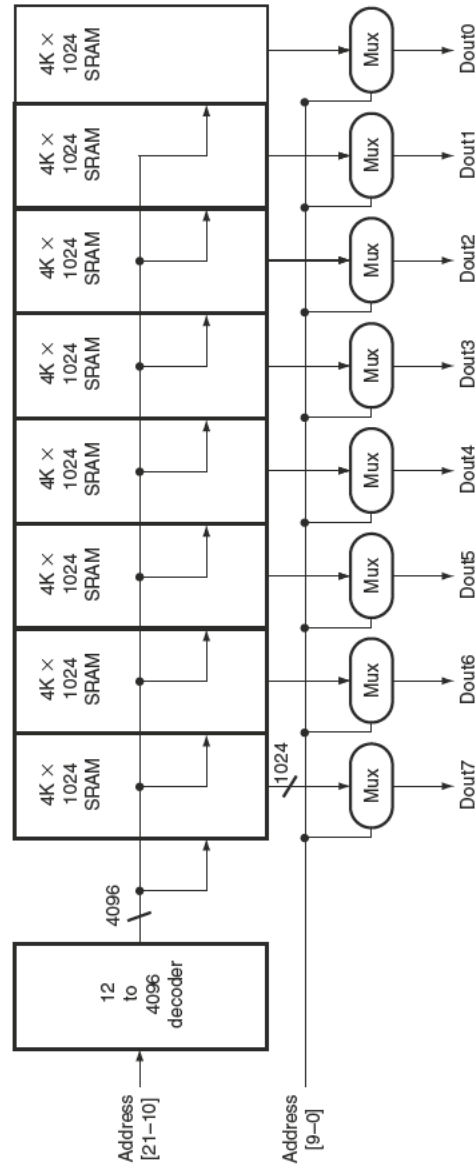 Address
[21–10]
12
to
4096
decoder
4096
4K ×
1024
SRAM
4K ×
1024
SRAM
4K ×
1024
SRAM
4K ×
1024
SRAM
4K ×
1024
SRAM
4K ×
1024
SRAM
4K ×
1024
SRAM
4K ×
1024
SRAM
Address
[9–0]
1024
Mux
Mux
Mux
Mux
Mux
Mux
Mux
Mux
Dout7
Dout6
Dout5
Dout4
Dout3
Dout2
Dout1
Dout0